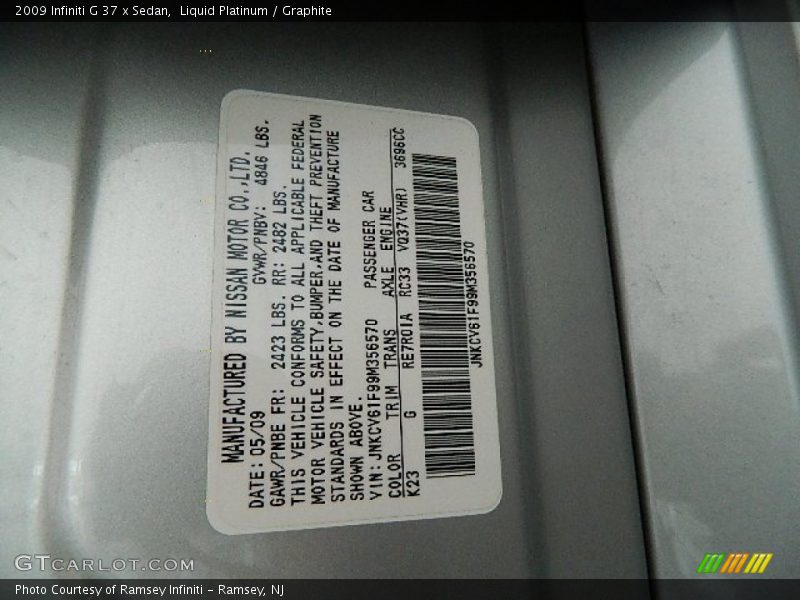 2009 Infiniti G 37 x Sedan,  Liquid Platinum / Graphite
MANUFACTURED BY NISSAN MOTOR CO.,LTD.
DATE: 05/09 GVWR/PNBV: 4846 LBS.
GAWR/PNBE FR: 2423 LBS. RR: 2482 LBS.
THIS VEHICLE CONFORMS TO ALL APPLICABLE FEDERAL
MOTOR VEHICLE SAFETY,BUMPER,AND THEFT PREVENTION
STANDARDS IN EFFECT ON THE DATE OF MANUFACTURE
SHOWN ABOVE.
VIN: JNKCV61F99M356570 PASSENGER CAR
COLOR TRIM TRANS AXLE ENGINE
K23 G RE7R01A RC33 VQ37(VHR) 3696CC
JNKCV61F99M356570
GTCARLOT.COM
Photo Courtesy of Ramsey Infiniti - Ramsey, NJ